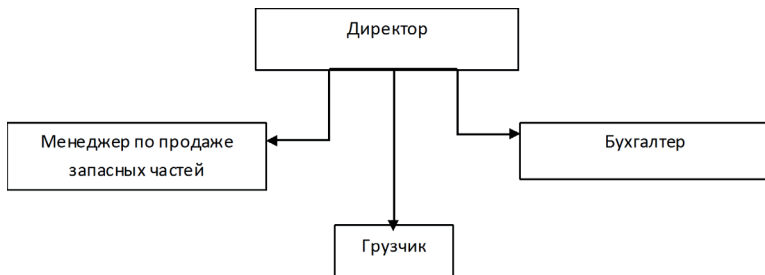 Директор
Менеджер по продаже
запасных частей
Бухгалтер
Грузчик